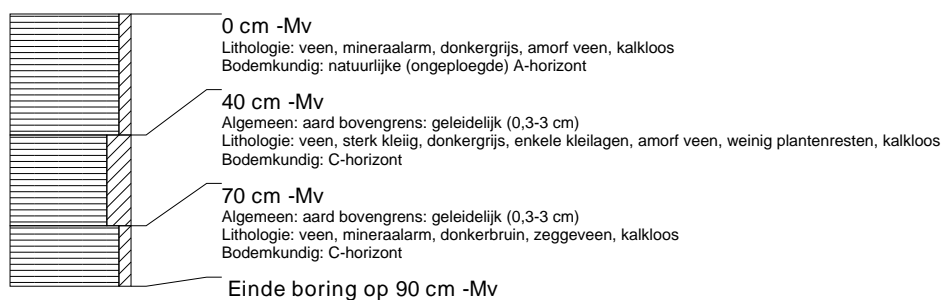 0 cm -Mv
Lithologie: veen, mineraalarm, donkergrijs, amorf veen, kalkloos
Bodemkundig: natuurlijke (ongeploegde) A-horizont
40 cm -Mv
Algemeen: aard bovengrens: geleidelijk (0,3-3 cm)
Lithologie: veen, sterk kleiig, donkergrijs, enkele kleilagen, amorf veen, weinig plantenresten, kalkloos
Bodemkundig: C-horizont
70 cm -Mv
Algemeen: aard bovengrens: geleidelijk (0,3-3 cm)
Lithologie: veen, mineraalarm, donkerbruin, zeggeveen, kalkloos
Bodemkundig: C-horizont
Einde boring op 90 cm -Mv